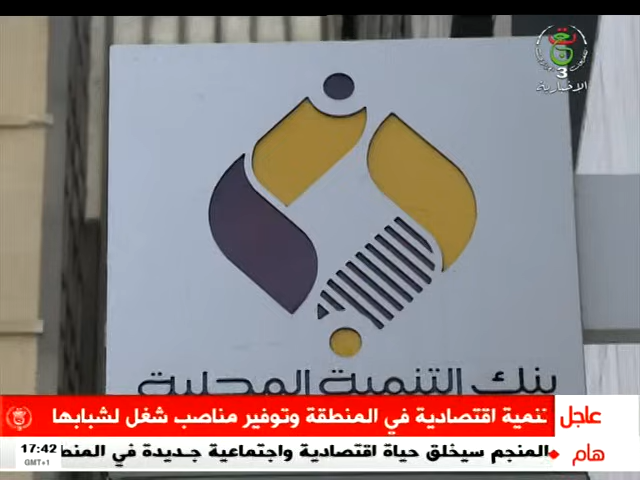 3
الإخبارية
بنك التنمية المحلية
عاجل
تنمية اقتصادية في المنطقة وتوفير مناصب شغل لشبابها
هام
المنجم سيخلق حياة اقتصادية واجتماعية جديدة في المنط
17:42
GMT+1